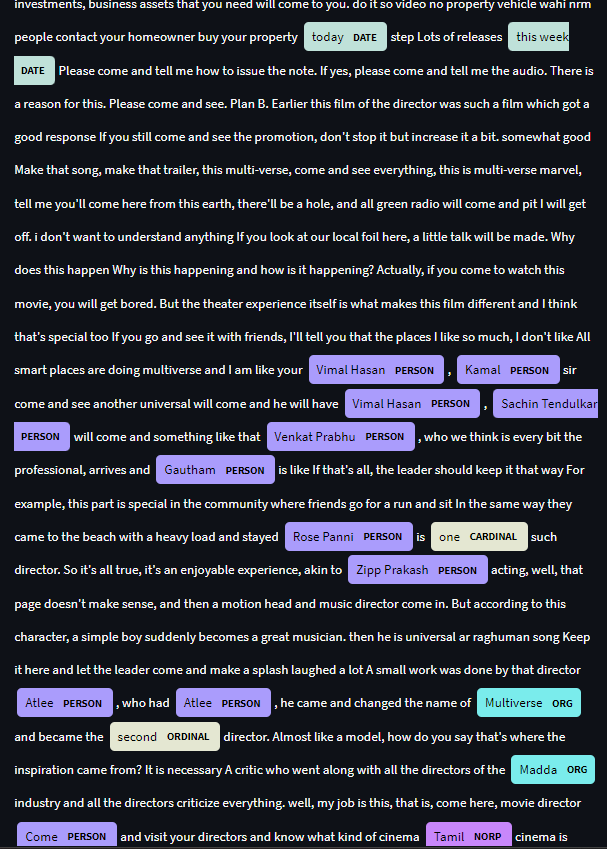 investments, business assets that you need will come to you. do it so video no property vehicle wahi nrm
people contact your homeowner buy your property today DATE step Lots of releases this week
DATE Please come and tell me how to issue the note. If yes, please come and tell me the audio. There is
a reason for this. Please come and see. Plan B. Earlier this film of the director was such a film which got a
good response If you still come and see the promotion, don't stop it but increase it a bit. somewhat good
Make that song, make that trailer, this multi-verse, come and see everything, this is multi-verse marvel,
tell me you'll come here from this earth, there'll be a hole, and all green radio will come and pit I will get
off. i don't want to understand anything If you look at our local foil here, a little talk will be made. Why
does this happen Why is this happening and how is it happening? Actually, if you come to watch this
movie, you will get bored. But the theater experience itself is what makes this film different and I think
that's special too If you go and see it with friends, I'll tell you that the places I like so much, I don't like All
smart places are doing multiverse and I am like your Vimal Hasan PERSON , Kamal PERSON sir
come and see another universal will come and he will have Vimal Hasan PERSON , Sachin Tendulkar
PERSON will come and something like that Venkat Prabhu PERSON , who we think is every bit the
professional, arrives and Gautham PERSON is like If that's all, the leader should keep it that way For
example, this part is special in the community where friends go for a run and sit In the same way they
came to the beach with a heavy load and stayed Rose Panni PERSON is one CARDINAL such
director. So it's all true, it's an enjoyable experience, akin to Zipp Prakash PERSON acting, well, that
page doesn't make sense, and then a motion head and music director come in. But according to this
character, a simple boy suddenly becomes a great musician. then he is universal ar raghuman song Keep
it here and let the leader come and make a splash laughed a lot A small work was done by that director
Atlee PERSON , who had Atlee PERSON , he came and changed the name of Multiverse ORG
and became the second ORDINAL director. Almost like a model, how do you say that's where the
inspiration came from? It is necessary A critic who went along with all the directors of the Madda ORG
industry and all the directors criticize everything. well, my job is this, that is, come here, movie director
Come PERSON and visit your directors and know what kind of cinema Tamil NORP cinema is